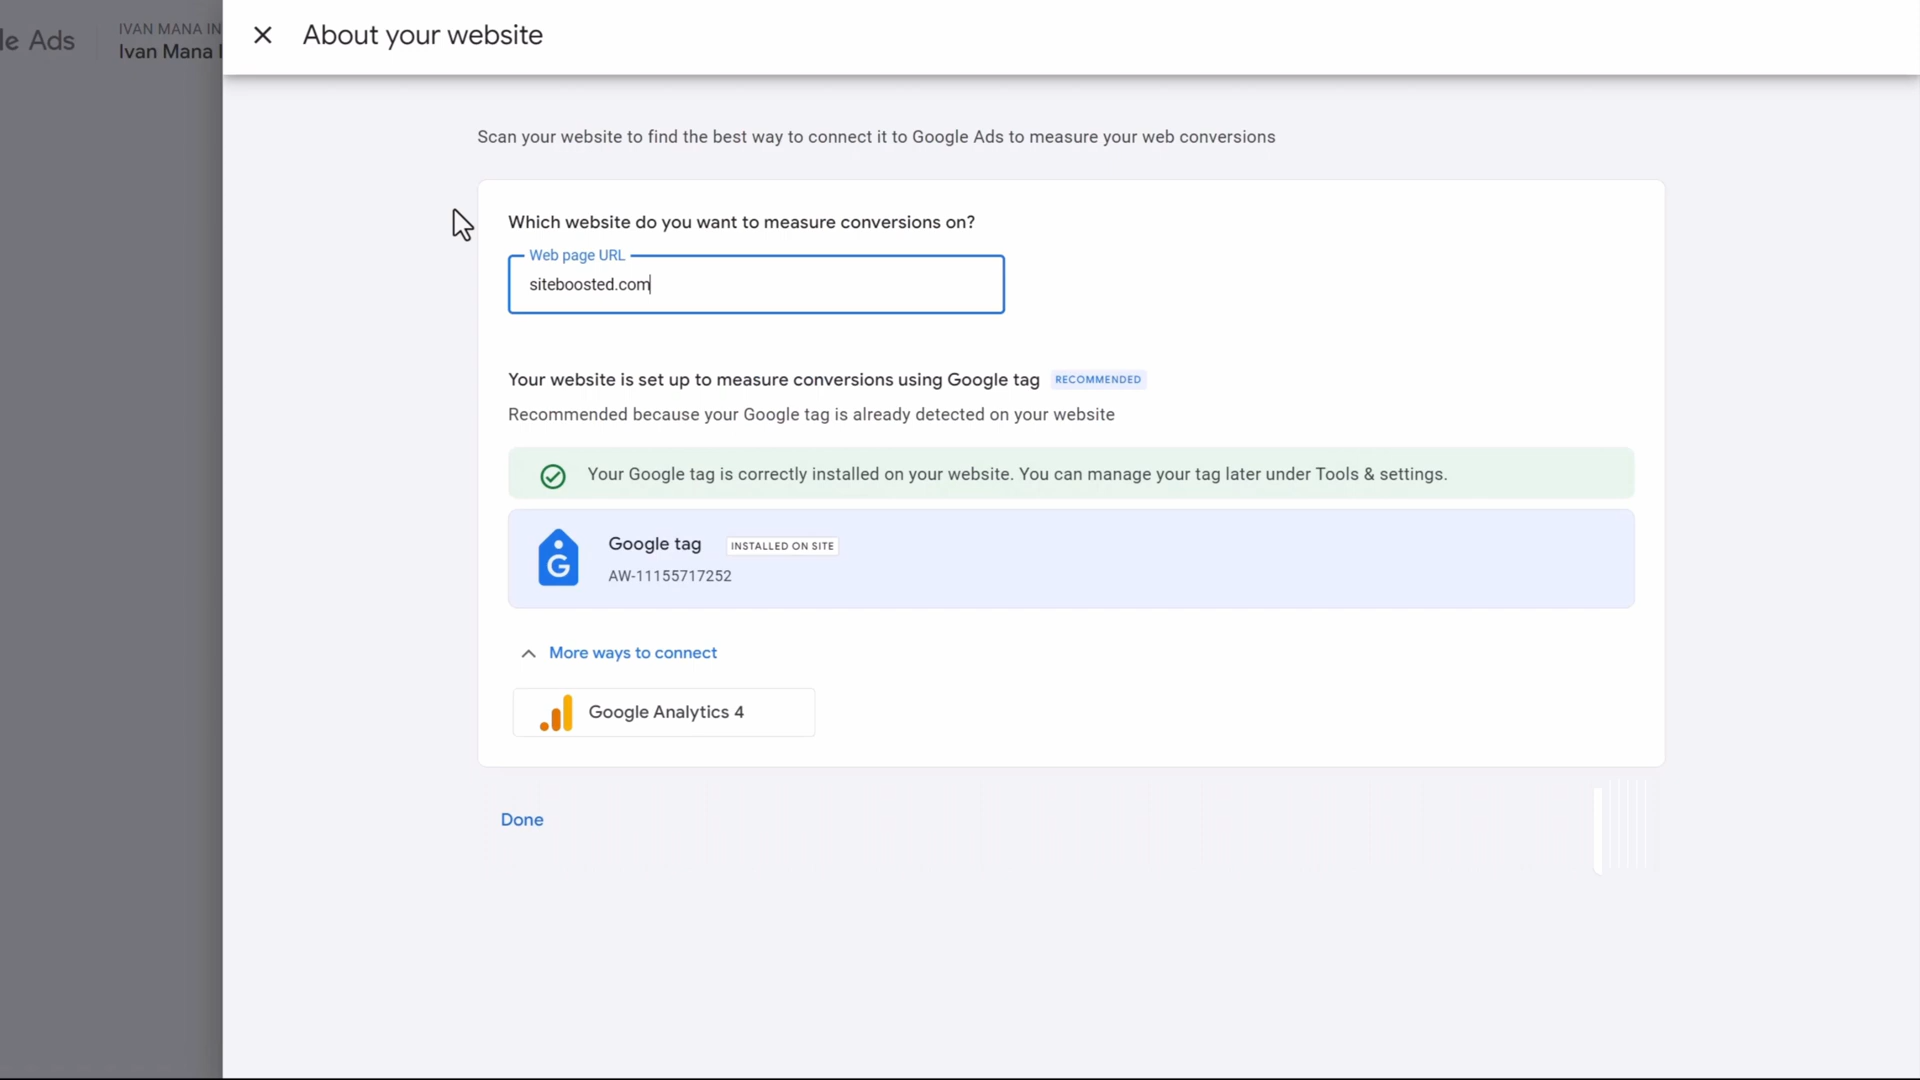 le Ads
IVAN MANA IN
Ivan Mana I
About your website
Scan your website to find the best way to connect it to Google Ads to measure your web conversions
Which website do you want to measure conversions on?
Web page URL
siteboosted.com
Your website is set up to measure conversions using Google tag RECOMMENDED
Recommended because your Google tag is already detected on your website
Your Google tag is correctly installed on your website. You can manage your tag later under Tools & settings.
G
Google tag INSTALLED ON SITE
AW-11155717252
More ways to connect
Google Analytics 4
Done